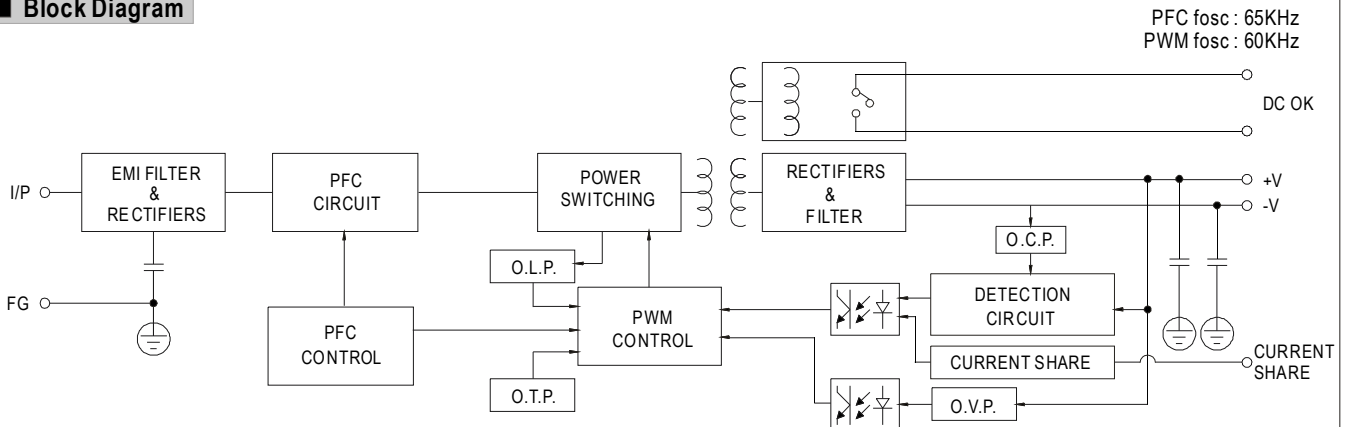 Block Diagram
PFC fosc : 65KHz
PWM fosc : 60KHz
DC OK
I/P
EMI FILTER
&
RECTIFIERS
PFC
CIRCUIT
POWER
SWITCHING
RECTIFIERS
&
FILTER
+V
-V
O.C.P.
O.L.P.
FG
PFC
CONTROL
PWM
CONTROL
DETECTION
CIRCUIT
CURRENT SHARE
CURRENT
SHARE
O.T.P.
O.V.P.